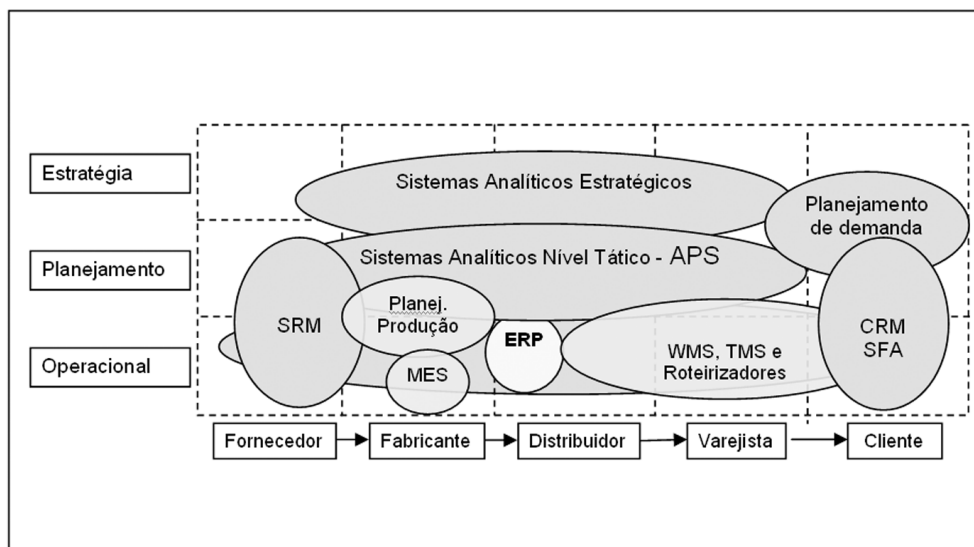 Estratégia
Sistemas Analíticos Estratégicos
Planejamento
de demanda
Planejamento
Sistemas Analíticos Nível Tático - APS
SRM
Planej.
Produção
ERP
CRM
SFA
Operacional
MES
WMS, TMS e
Roteirizadores
Fornecedor
Fabricante
Distribuidor
Varejista
Cliente